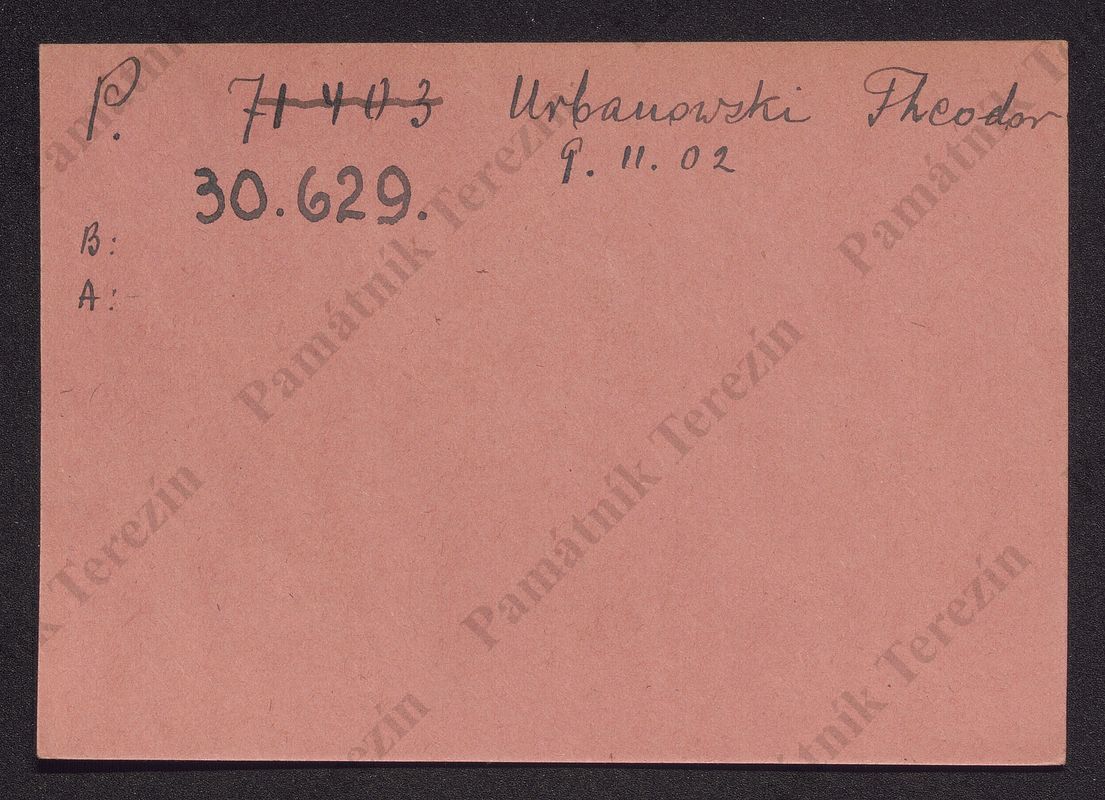 P. ~~71403~~ Urbanowski Theodor
9. 11. 02
30.629.
B:
A:
Památník Terezín